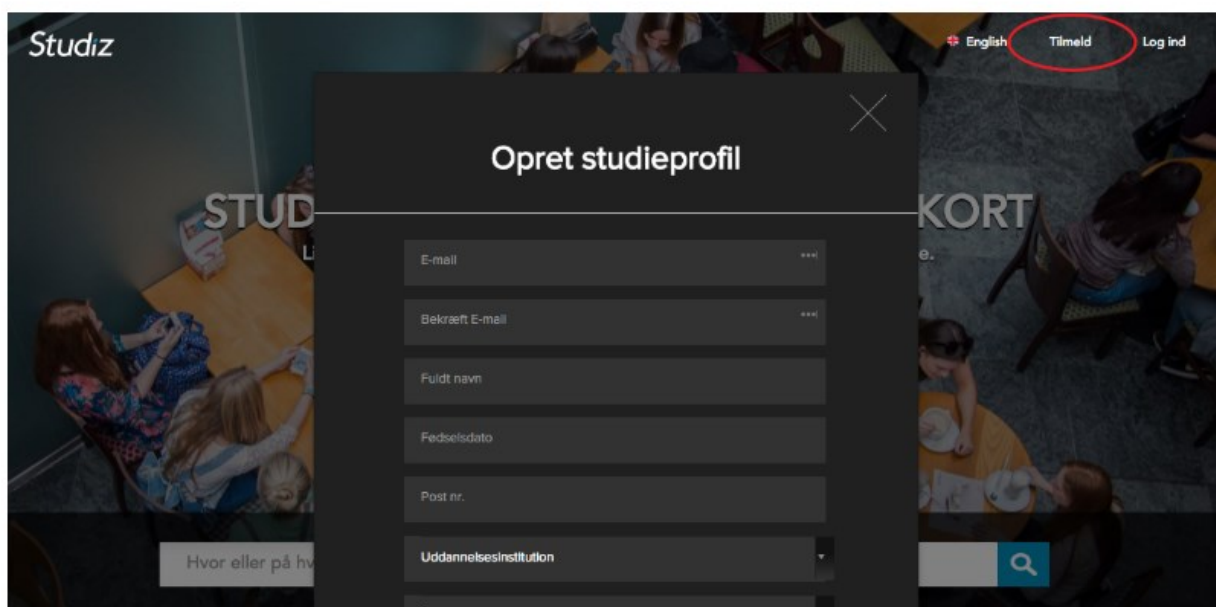 Studiz
English Tilmeld Log ind
Opret studieprofil
STUD KORT
Li e.
E-mail
Bekræft E-mail
Fuldt navn
Fødselsdato
Post nr.
Uddannelsesinstitution
Hvor eller på hv